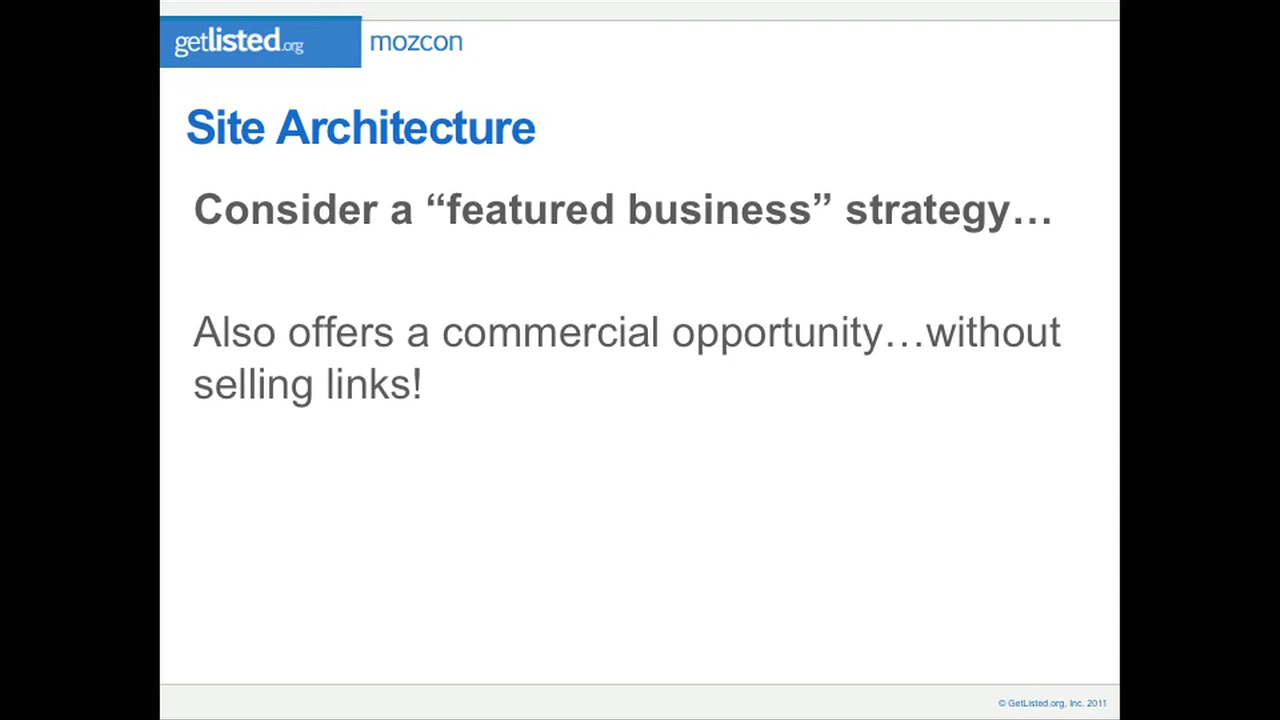 getlisted.org mozcon
Site Architecture
Consider a “featured business” strategy…
Also offers a commercial opportunity…without
selling links!
© GetListed.org, Inc. 2011